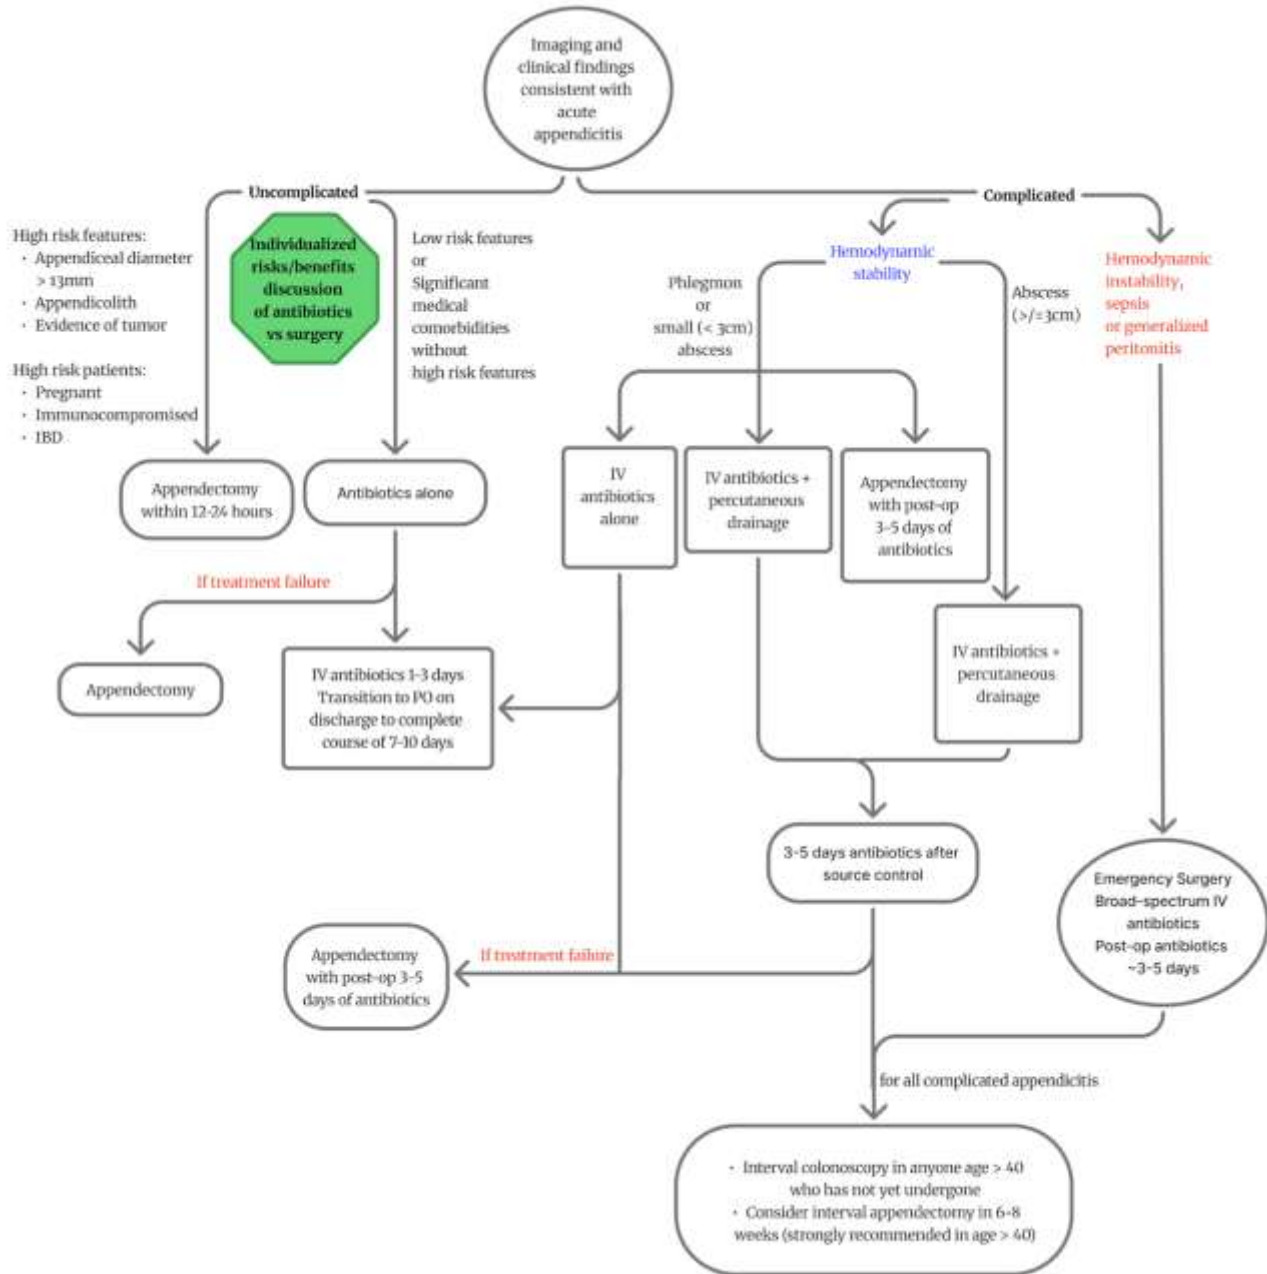 Imaging and
clinical findings
consistent with
acute
appendicitis
Uncomplicated
Complicated
High risk features:
· Appendiceal diameter
> 13mm
· Appendicolith
· Evidence of tumor
High risk patients:
· Pregnant
· Immunocompromised
· IBD
Individualized
risks/benefits
discussion
of antibiotics
vs surgery
Low risk features
or
Significant
medical
comorbidities
without
high risk features
Hemodynamic
stability
Phlegmon
or
small (< 3cm)
abscess
Abscess
(>/=3cm)
Hemodynamic
instability,
sepsis
or generalized
peritonitis
Appendectomy
within 12-24 hours
Antibiotics alone
IV
antibiotics
alone
IV antibiotics +
percutaneous
drainage
Appendectomy
with post-op
3-5 days of
antibiotics
If treatment failure
Appendectomy
IV antibiotics 1-3 days
Transition to PO on
discharge to complete
course of 7-10 days
IV antibiotics +
percutaneous
drainage
3-5 days antibiotics after
source control
Emergency Surgery
Broad-spectrum IV
antibiotics
Post-op antibiotics
~3-5 days
Appendectomy
with post-op 3-5
days of antibiotics
If treatment failure
for all complicated appendicitis
· Interval colonoscopy in anyone age > 40
who has not yet undergone
· Consider interval appendectomy in 6-8
weeks (strongly recommended in age > 40)